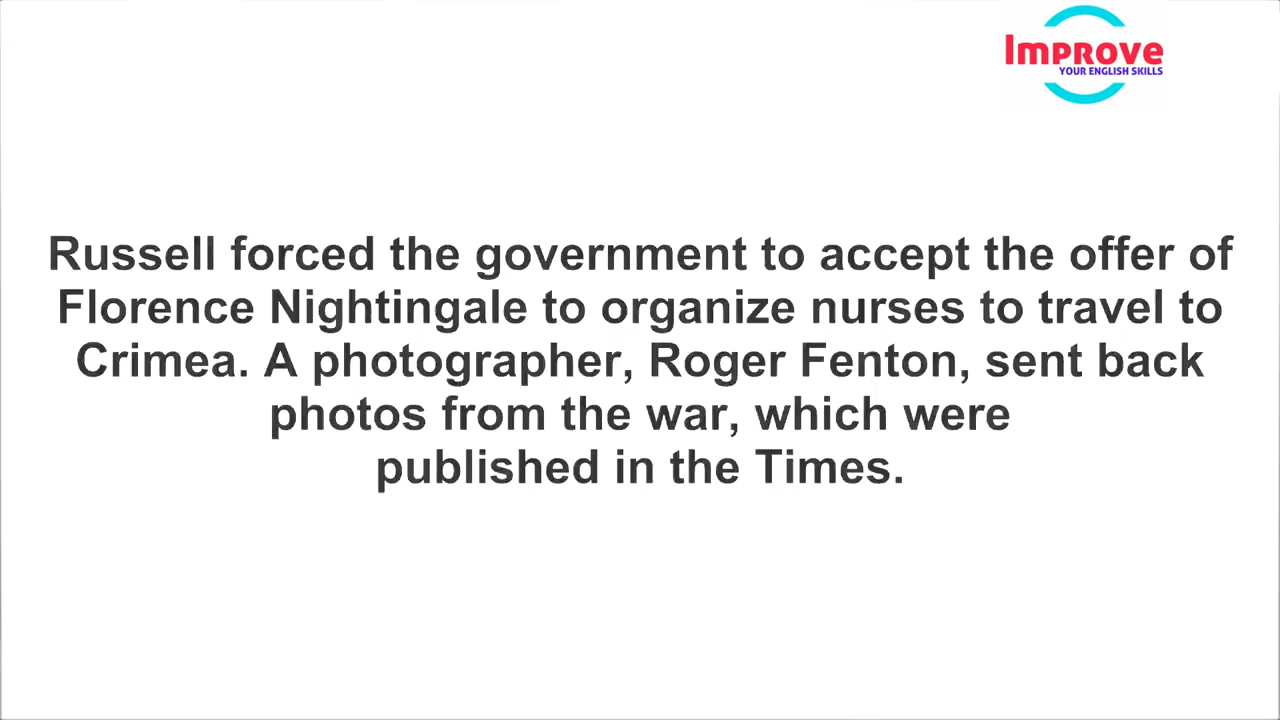 Improve
YOUR ENGLISH SKILLS
Russell forced the government to accept the offer of
Florence Nightingale to organize nurses to travel to
Crimea. A photographer, Roger Fenton, sent back
photos from the war, which were
published in the Times.